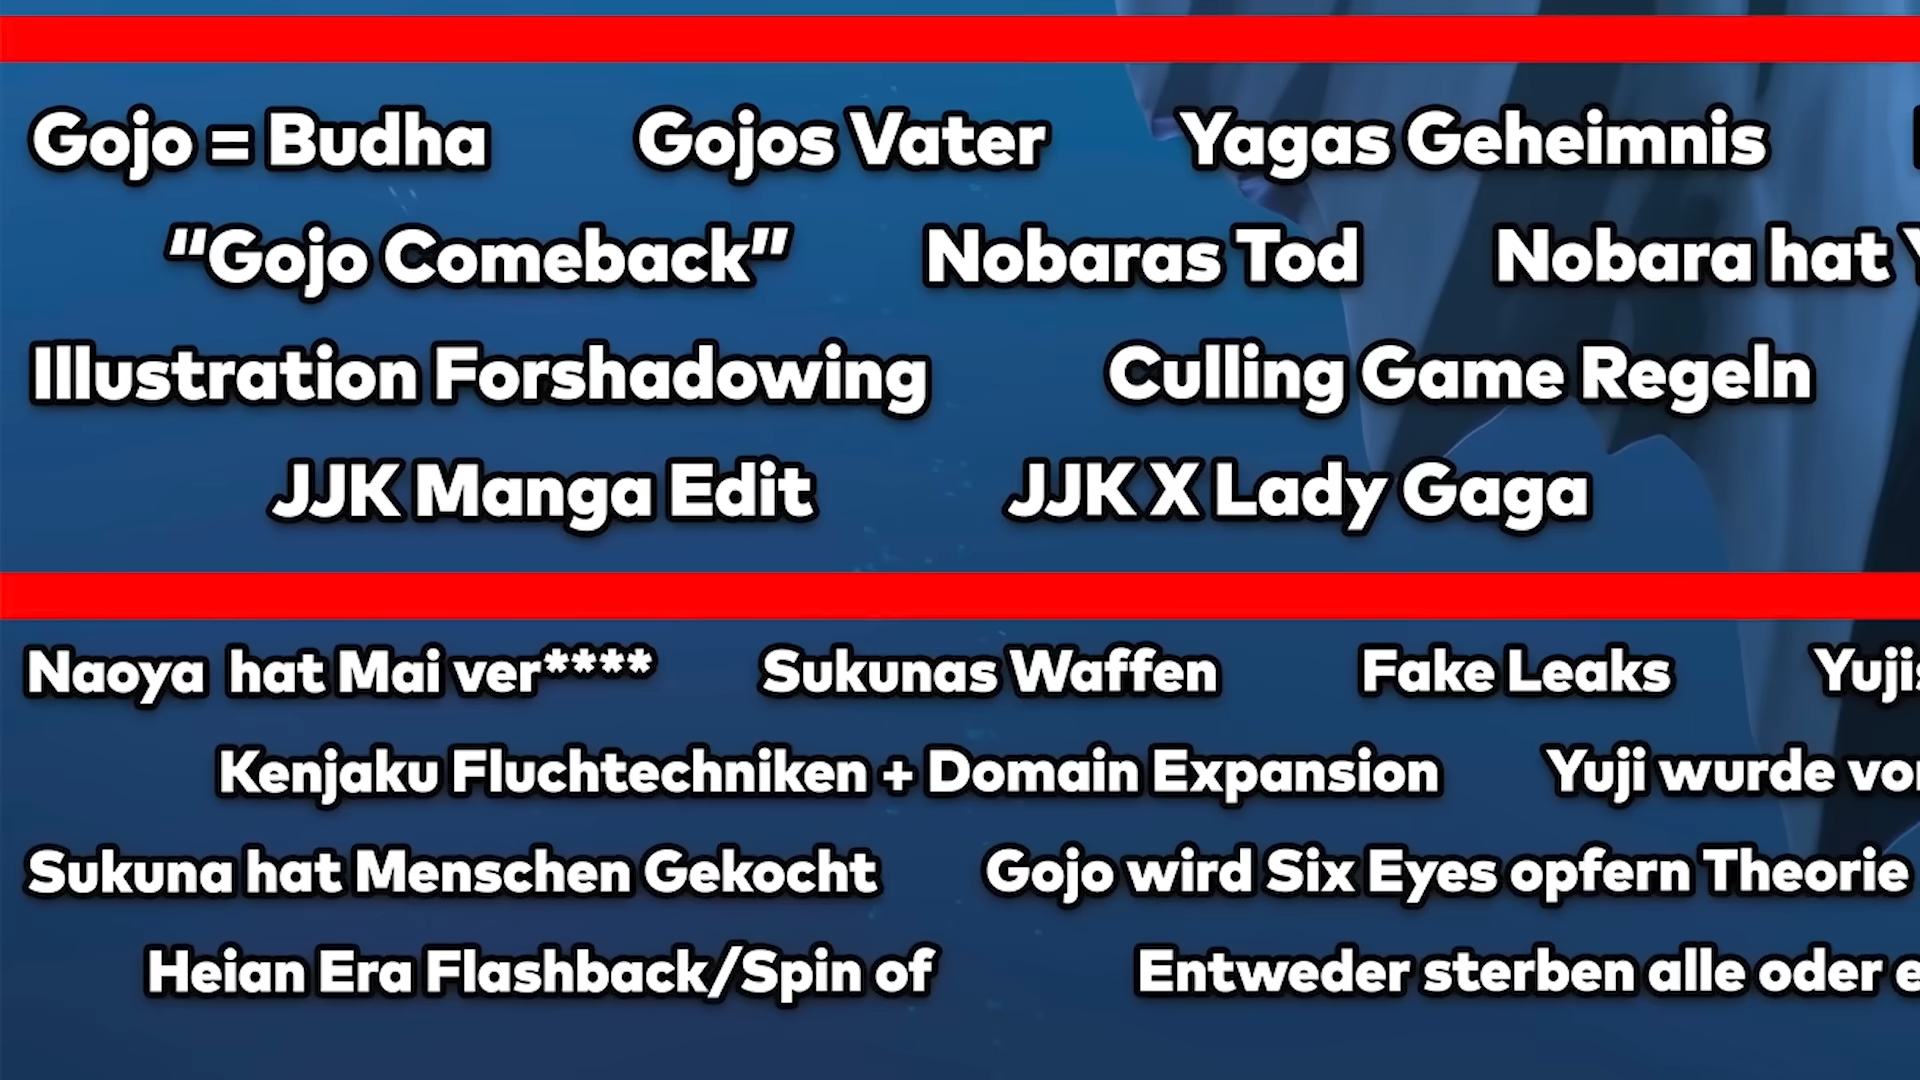 Gojo = Budha Gojos Vater Yagas Geheimnis
“Gojo Comeback” Nobaras Tod Nobara hat
Illustration Forshadowing Culling Game Regeln
JJK Manga Edit JJK X Lady Gaga
Naoya hat Mai ver**** Sukunas Waffen Fake Leaks
Kenjaku Fluchtechniken + Domain Expansion Yuji wurde
Sukuna hat Menschen Gekocht Gojo wird Six Eyes opfern Theorie
Heian Era Flashback/Spin of Entweder sterben alle oder